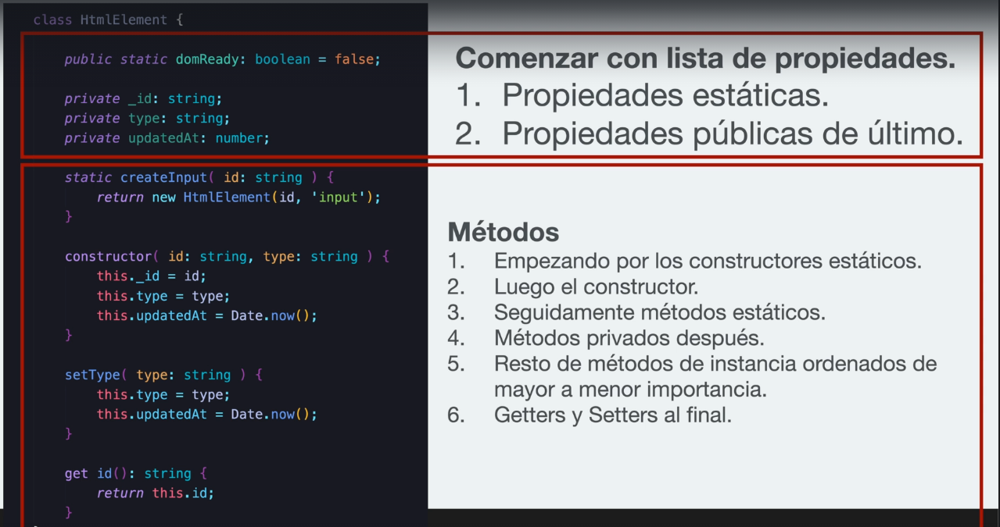 class HtmlElement {
public static domReady: boolean = false;
private _id: string;
private type: string;
private updatedAt: number;
static createInput( id: string ) {
return new HtmlElement(id, 'input');
}
constructor( id: string, type: string ) {
this._id = id;
this.type = type;
this.updatedAt = Date.now();
}
setType( type: string ) {
this.type = type;
this.updatedAt = Date.now();
}
get id(): string {
return this.id;
}
Comenzar con lista de propiedades.
1. Propiedades estáticas.
2. Propiedades públicas de último.
Métodos
1. Empezando por los constructores estáticos.
2. Luego el constructor.
3. Seguidamente métodos estáticos.
4. Métodos privados después.
5. Resto de métodos de instancia ordenados de
mayor a menor importancia.
6. Getters y Setters al final.